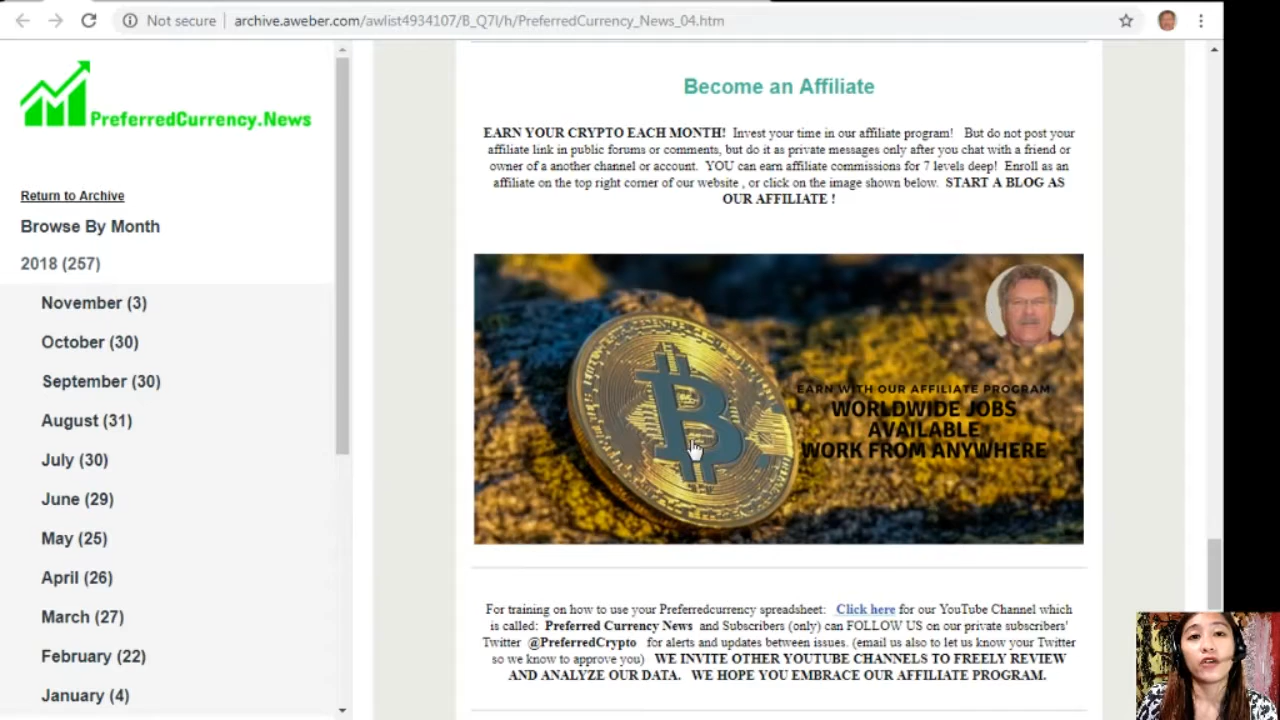 Not secure
archive.aweber.com/awlist4934107/B_Q7l/h/PreferredCurrency_News_04.htm
PreferredCurrency.News
Return to Archive
Browse By Month
2018 (257)
November (3)
October (30)
September (30)
August (31)
July (30)
June (29)
May (25)
April (26)
March (27)
February (22)
January (4)
Become an Affiliate
EARN YOUR CRYPTO EACH MONTH! Invest your time in our affiliate program! But do not post your
affiliate link in public forums or comments, but do it as private messages only after you chat with a friend or
owner of a another channel or account. YOU can earn affiliate commissions for 7 levels deep! Enroll as an
affiliate on the top right corner of our website , or click on the image shown below. START A BLOG AS
OUR AFFILIATE !
EARN WITH OUR AFFILIATE PROGRAM
WORLDWIDE JOBS
AVAILABLE
WORK FROM ANYWHERE
For training on how to use your Preferredcurrency spreadsheet: Click here for our YouTube Channel which
is called: Preferred Currency News and Subscribers (only) can FOLLOW US on our private subscribers'
Twitter @PreferredCrypto for alerts and updates between issues. (email us also to let us know your Twitter
so we know to approve you) WE INVITE OTHER YOUTUBE CHANNELS TO FREELY REVIEW
AND ANALYZE OUR DATA. WE HOPE YOU EMBRACE OUR AFFILIATE PROGRAM.